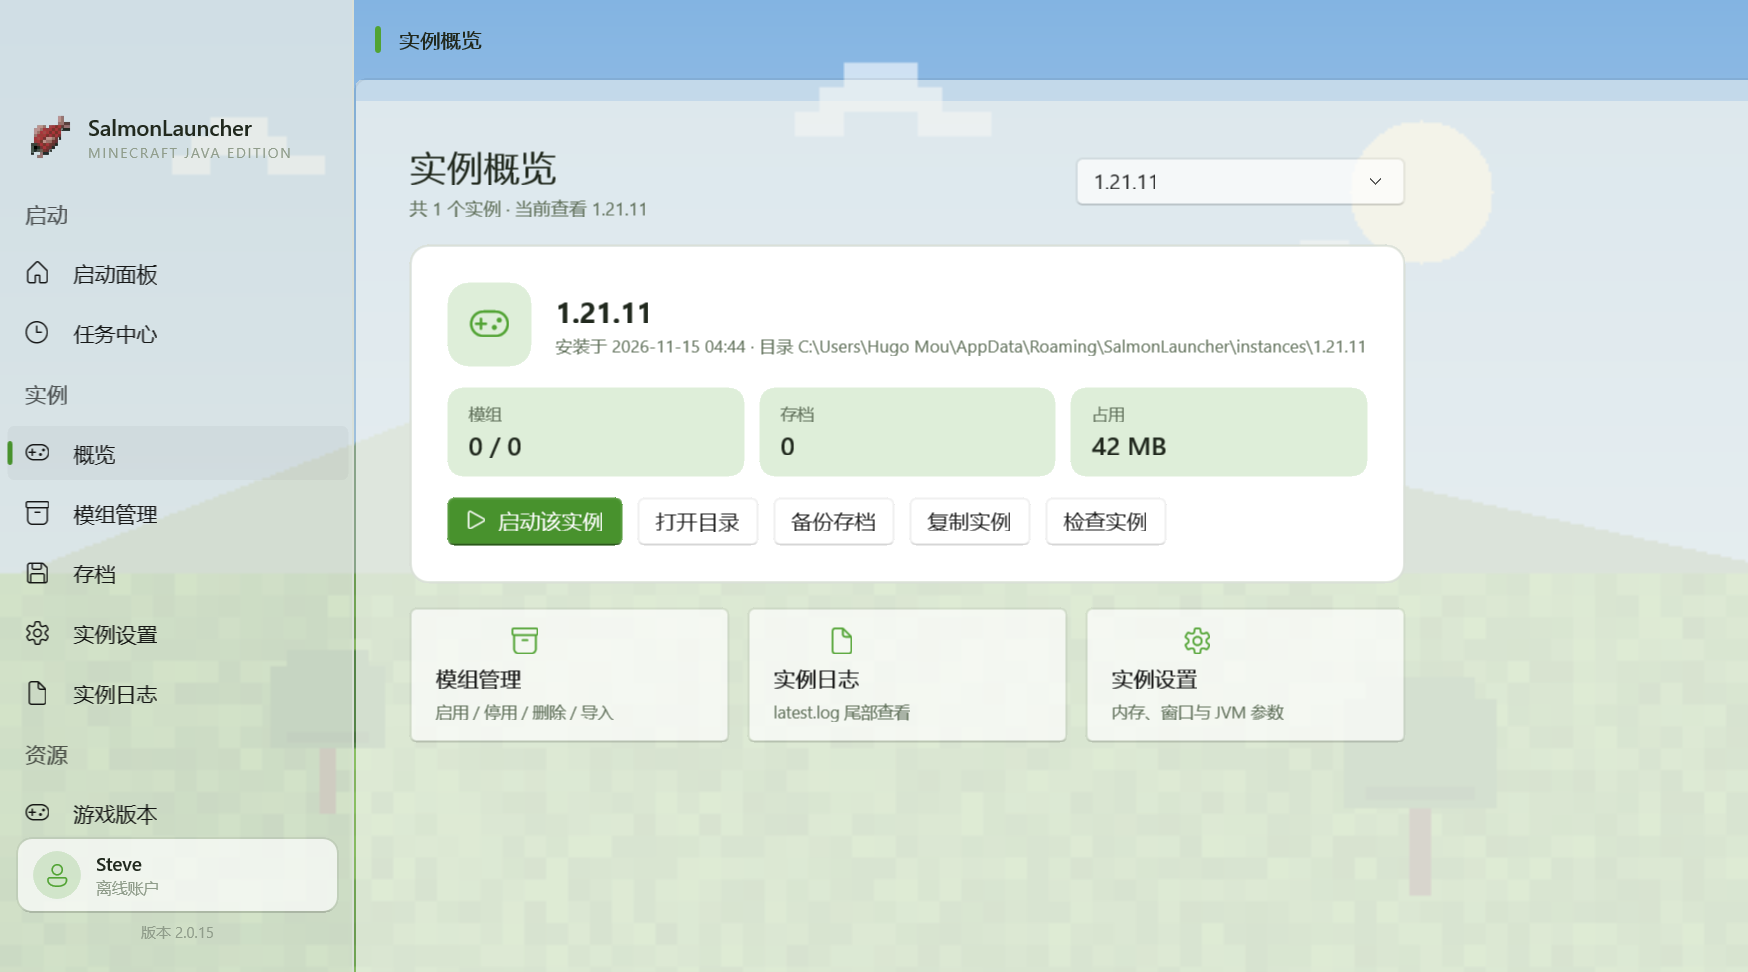 实例概览
SalmonLauncher
MINECRAFT JAVA EDITION
启动
启动面板
任务中心
实例
概览
模组管理
存档
实例设置
实例日志
资源
游戏版本
Steve
离线账户
版本 2.0.15
实例概览
共 1 个实例 · 当前查看 1.21.11
1.21.11
1.21.11
安装于 2026-11-15 04:44 · 目录 C:\Users\Hugo Mou\AppData\Roaming\SalmonLauncher\instances\1.21.11
模组
0 / 0
存档
0
占用
42 MB
启动该实例
打开目录
备份存档
复制实例
检查实例
模组管理
启用 / 停用 / 删除 / 导入
实例日志
latest.log 尾部查看
实例设置
内存、窗口与 JVM 参数